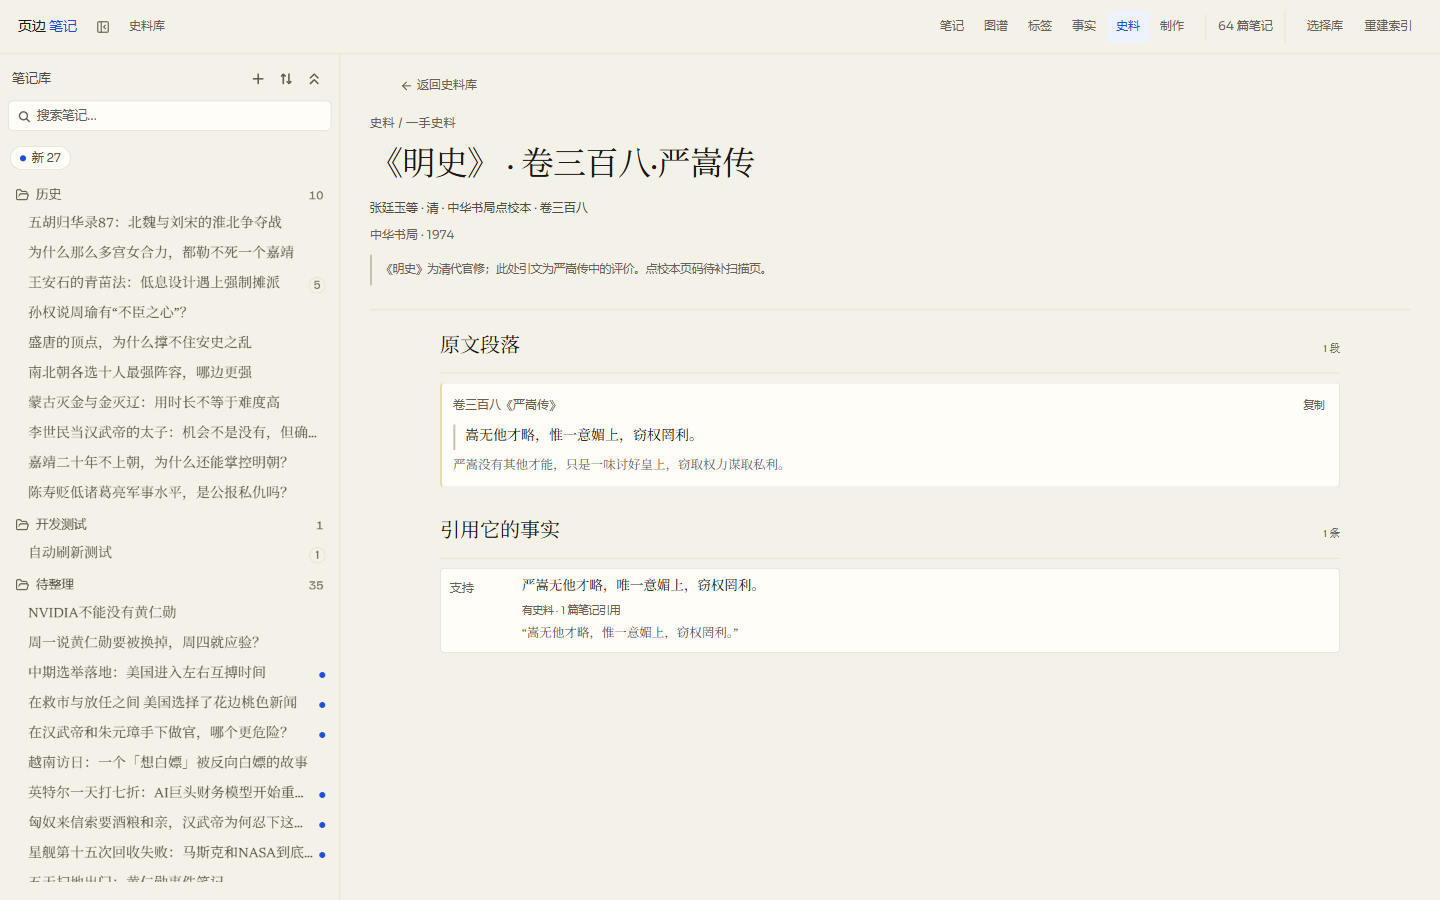 页边 笔记
史料库
笔记 图谱 标签 事实 史料 制作 64 篇笔记 选择库 重建索引
笔记库
搜索笔记...
新 27
历史 10
五胡归华录87：北魏与刘宋的淮北争夺战
为什么那么多宫女合力，都勒不死一个嘉靖
王安石的青苗法：低息设计遇上强制摊派 5
孙权说周瑜有“不臣之心”？
盛唐的顶点，为什么撑不住安史之乱
南北朝各选十人最强阵容，哪边更强
蒙古灭金与金灭辽：用时长不等于难度高
李世民当汉武帝的太子：机会不是没有，但确...
嘉靖二十年不上朝，为什么还能掌控明朝？
陈寿贬低诸葛亮军事水平，是公报私仇吗？
开发测试 1
自动刷新测试 1
待整理 35
NVIDIA不能没有黄仁勋
周一说黄仁勋要被换掉，周四就应验？
中期选举落地：美国进入左右互搏时间
在救市与放任之间 美国选择了花边桃色新闻
在汉武帝和朱元璋手下做官，哪个更危险？
越南访日：一个「想白嫖」被反向白嫖的故事
英特尔一天打七折：AI巨头财务模型开始重...
匈奴来信索要酒粮和亲，汉武帝为何忍下这...
星舰第十五次回收失败：马斯克和NASA到底...
五天扫地出门：黄仁勋事件笔记
← 返回史料库
史料 / 一手史料
《明史》 · 卷三百八·严嵩传
张廷玉等 · 清 · 中华书局点校本 · 卷三百八
中华书局 · 1974
《明史》为清代官修；此处引文为严嵩传中的评价。点校本页码待补扫描页。
原文段落 1 段
卷三百八《严嵩传》 复制
嵩无他才略，惟一意媚上，窃权罔利。
严嵩没有其他才能，只是一味讨好皇上，窃取权力谋取私利。
引用它的事实 1 条
支持 严嵩无他才略，唯一意媚上，窃权罔利。
有史料 · 1 篇笔记引用
“嵩无他才略，惟一意媚上，窃权罔利。”